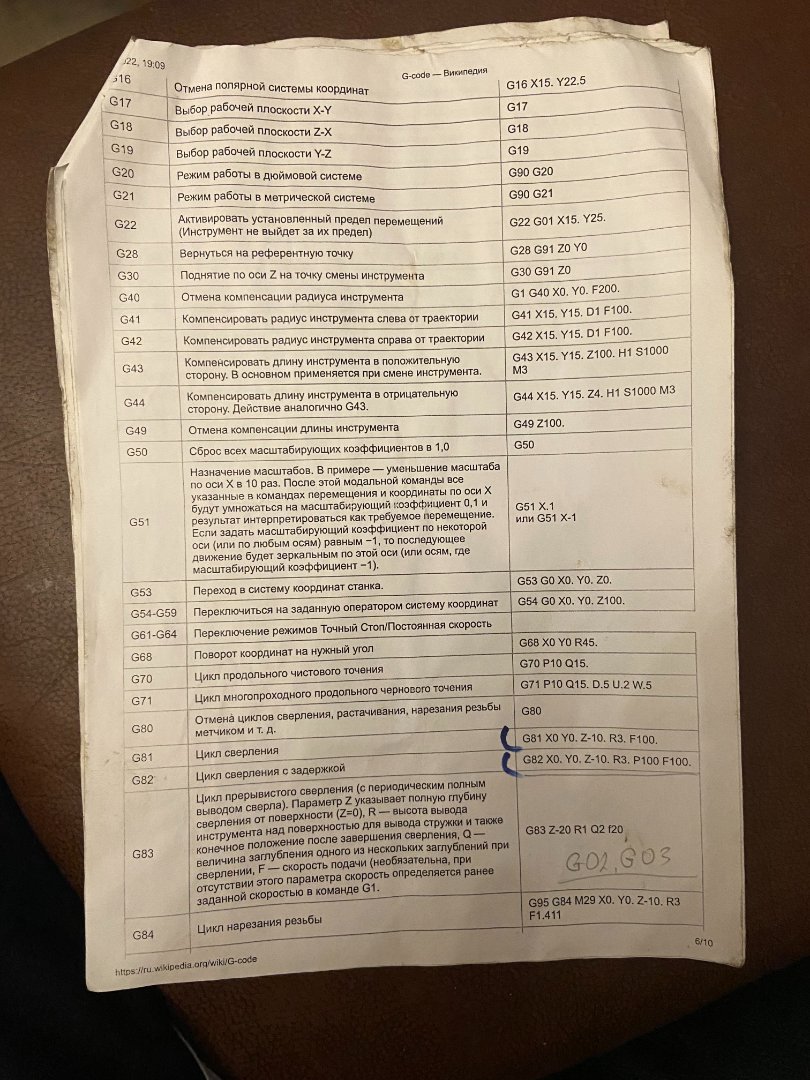 022, 19:09
G-code — Википедия
G16 Отмена полярной системы координат G16 X15. Y22.5
G17 Выбор рабочей плоскости X-Y G17
G18 Выбор рабочей плоскости Z-X G18
G19 Выбор рабочей плоскости Y-Z G19
G20 Режим работы в дюймовой системе G90 G20
G21 Режим работы в метрической системе G90 G21
G22 Активировать установленный предел перемещений G22 G01 X15. Y25.
(Инструмент не выйдет за их предел)
G28 Вернуться на референтную точку G28 G91 Z0 Y0
G30 Поднятие по оси Z на точку смены инструмента G30 G91 Z0
G40 Отмена компенсации радиуса инструмента G1 G40 X0. Y0. F200.
G41 Компенсировать радиус инструмента слева от траектории G41 X15. Y15. D1 F100.
G42 Компенсировать радиус инструмента справа от траектории G42 X15. Y15. D1 F100.
G43 Компенсировать длину инструмента в положительную G43 X15. Y15. Z100. H1 S1000
сторону. В основном применяется при смене инструмента. M3
G44 Компенсировать длину инструмента в отрицательную G44 X15. Y15. Z4. H1 S1000 M3
сторону. Действие аналогично G43.
G49 Отмена компенсации длины инструмента G49 Z100.
G50 Сброс всех масштабирующих коэффициентов в 1,0 G50
Назначение масштабов. В примере — уменьшение масштаба
по оси X в 10 раз. После этой модальной команды все
указанные в командах перемещения и координаты по оси X
будут умножаться на масштабирующий коэффициент 0,1 и G51 X.1
G51 результат интерпретироваться как требуемое перемещение. или G51 X-1
Если задать масштабирующий коэффициент по некоторой
оси (или по любым осям) равным −1, то последующее
движение будет зеркальным по этой оси (или осям, где
масштабирующий коэффициент −1).
G53 Переход в систему координат станка. G53 G0 X0. Y0. Z0.
G54-G59 Переключиться на заданную оператором систему координат G54 G0 X0. Y0. Z100.
G61-G64 Переключение режимов Точный Стоп/Постоянная скорость
G68 Поворот координат на нужный угол G68 X0 Y0 R45.
G70 Цикл продольного чистового точения G70 P10 Q15.
G71 Цикл многопроходного продольного чернового точения G71 P10 Q15. D.5 U.2 W.5
G80 Отмена циклов сверления, растачивания, нарезания резьбы G80
метчиком и т. д.
G81 Цикл сверления G81 X0 Y0. Z-10. R3. F100.
G82 Цикл сверления с задержкой G82 X0. Y0. Z-10. R3. P100 F100.
Цикл прерывистого сверления (с периодическим полным
выводом сверла). Параметр Z указывает полную глубину
сверления от поверхности (Z=0), R — высота вывода
инструмента над поверхностью для вывода стружки и также G83 Z-20 R1 Q2 f20
G83 конечное положение после завершения сверления, Q —
величина заглубления одного из нескольких заглублений при G02, G03
сверлении, F — скорость подачи (необязательна, при
отсутствии этого параметра скорость определяется ранее
заданной скоростью в команде G1.
G84 Цикл нарезания резьбы G95 G84 M29 X0. Y0. Z-10. R3
F1.411
https://ru.wikipedia.org/wiki/G-code
6/10